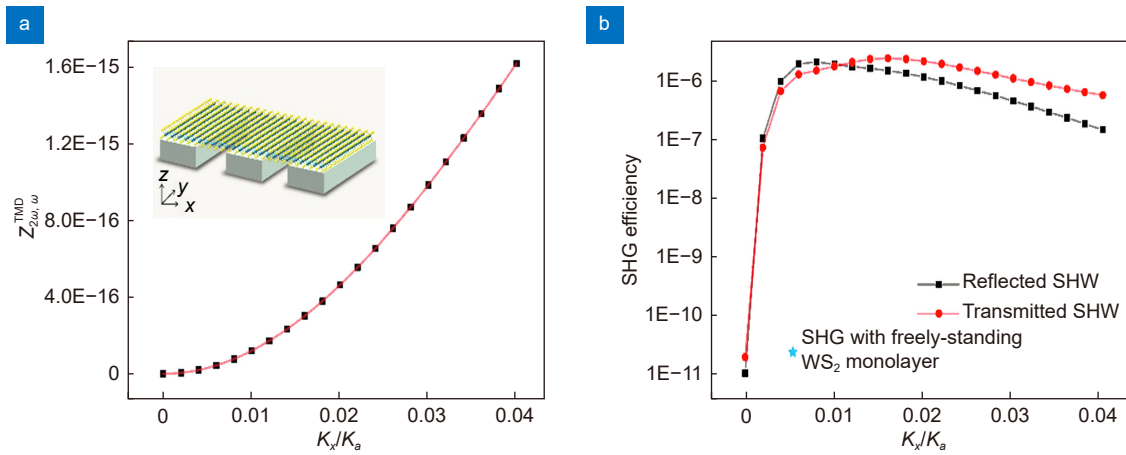 a
1.6E−15
1.2E−15
8.0E−16
4.0E−16
0
Z2ω, ω TMD
z
y
x
0
0.01
0.02
0.03
0.04
Kx/Ka
b
1E−6
1E−7
1E−8
1E−9
1E−10
1E−11
SHG efficiency
Reflected SHW
Transmitted SHW
SHG with freely-standing
WS2 monolayer
0
0.01
0.02
0.03
0.04
Kx/Ka